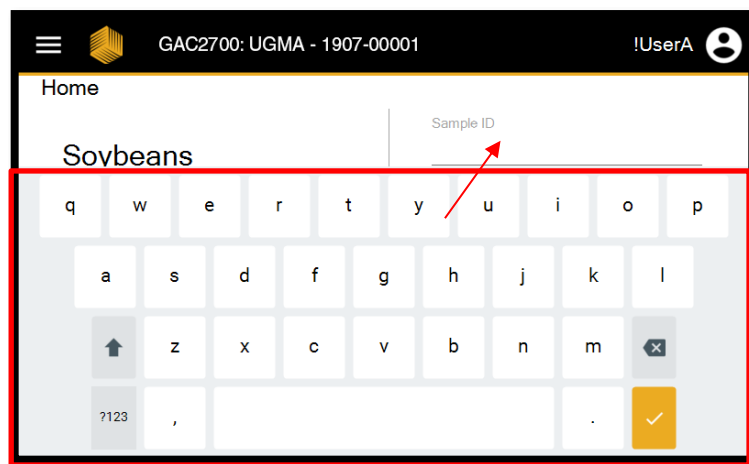 GAC2700: UGMA - 1907-00001 !UserA
Home
Sample ID
Soybeans
q w e r t y u i o p
a s d f g h j k l
z x c v b n m
?123 , .